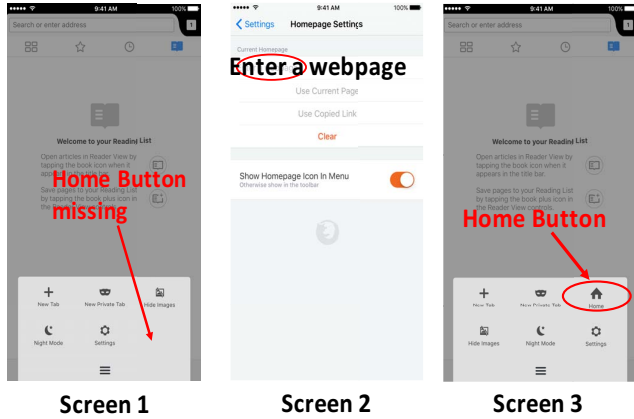 9:41 AM 100%
Search or enter address 1
Welcome to your Reading List
Open articles in Reader View by
tapping the book icon when it
appears in the title bar.
Save pages to your Reading List
by tapping the book plus icon in
the Reader View controls.
Home Button
missing
New Tab New Private Tab Hide Images
Night Mode Settings
Screen 1
9:41 AM 100%
Settings Homepage Settings
Current Homepage
Enter a webpage
Use Current Page
Use Copied Link
Clear
Show Homepage Icon In Menu
Otherwise show in the toolbar
Screen 2
9:41 AM 100%
Search or enter address 1
Welcome to your Reading List
Open articles in Reader View by
tapping the book icon when it
appears in the title bar.
Save pages to your Reading List
by tapping the book plus icon in
the Reader View controls.
Home Button
New Tab New Private Tab Home
Hide Images Night Mode Settings
Screen 3